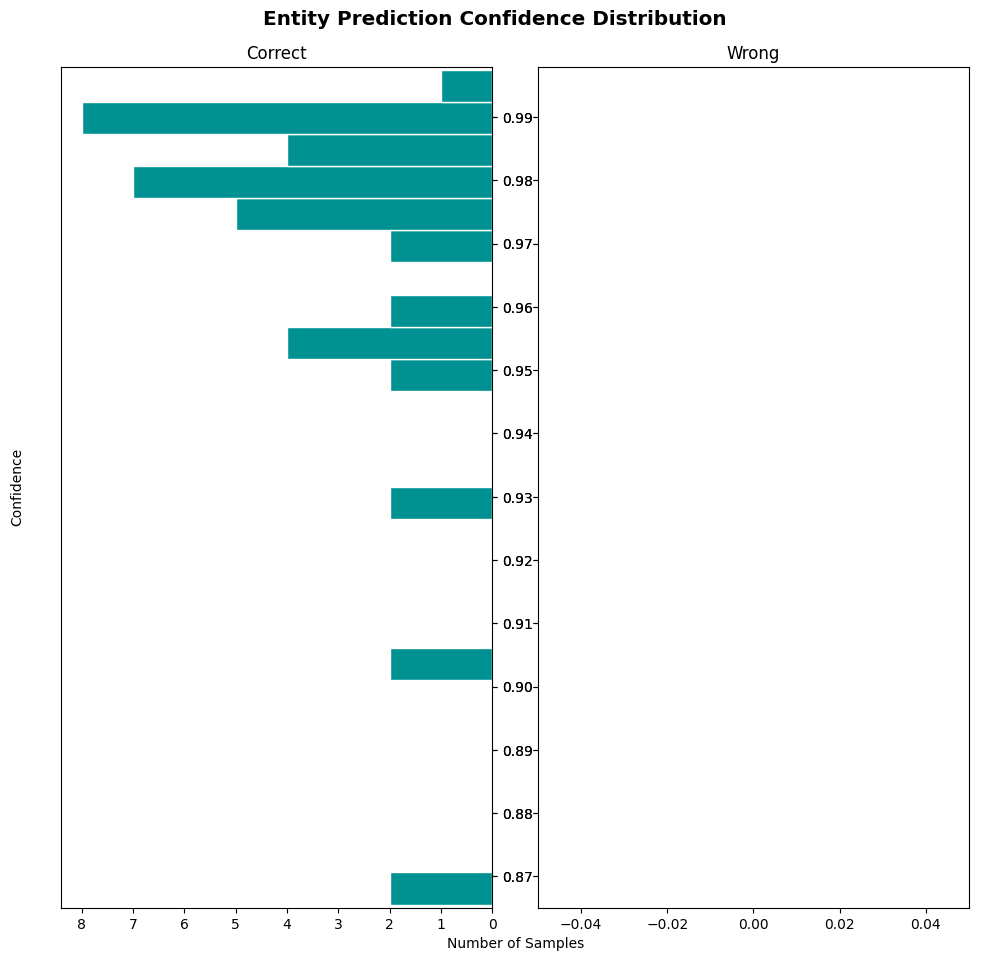 Entity Prediction Confidence Distribution
Correct
Wrong
0.99
0.98
0.97
0.96
0.95
0.94
0.93
0.92
0.91
0.90
0.89
0.88
0.87
Confidence
8 7 6 5 4 3 2 1 0
−0.04 −0.02 0.00 0.02 0.04
Number of Samples